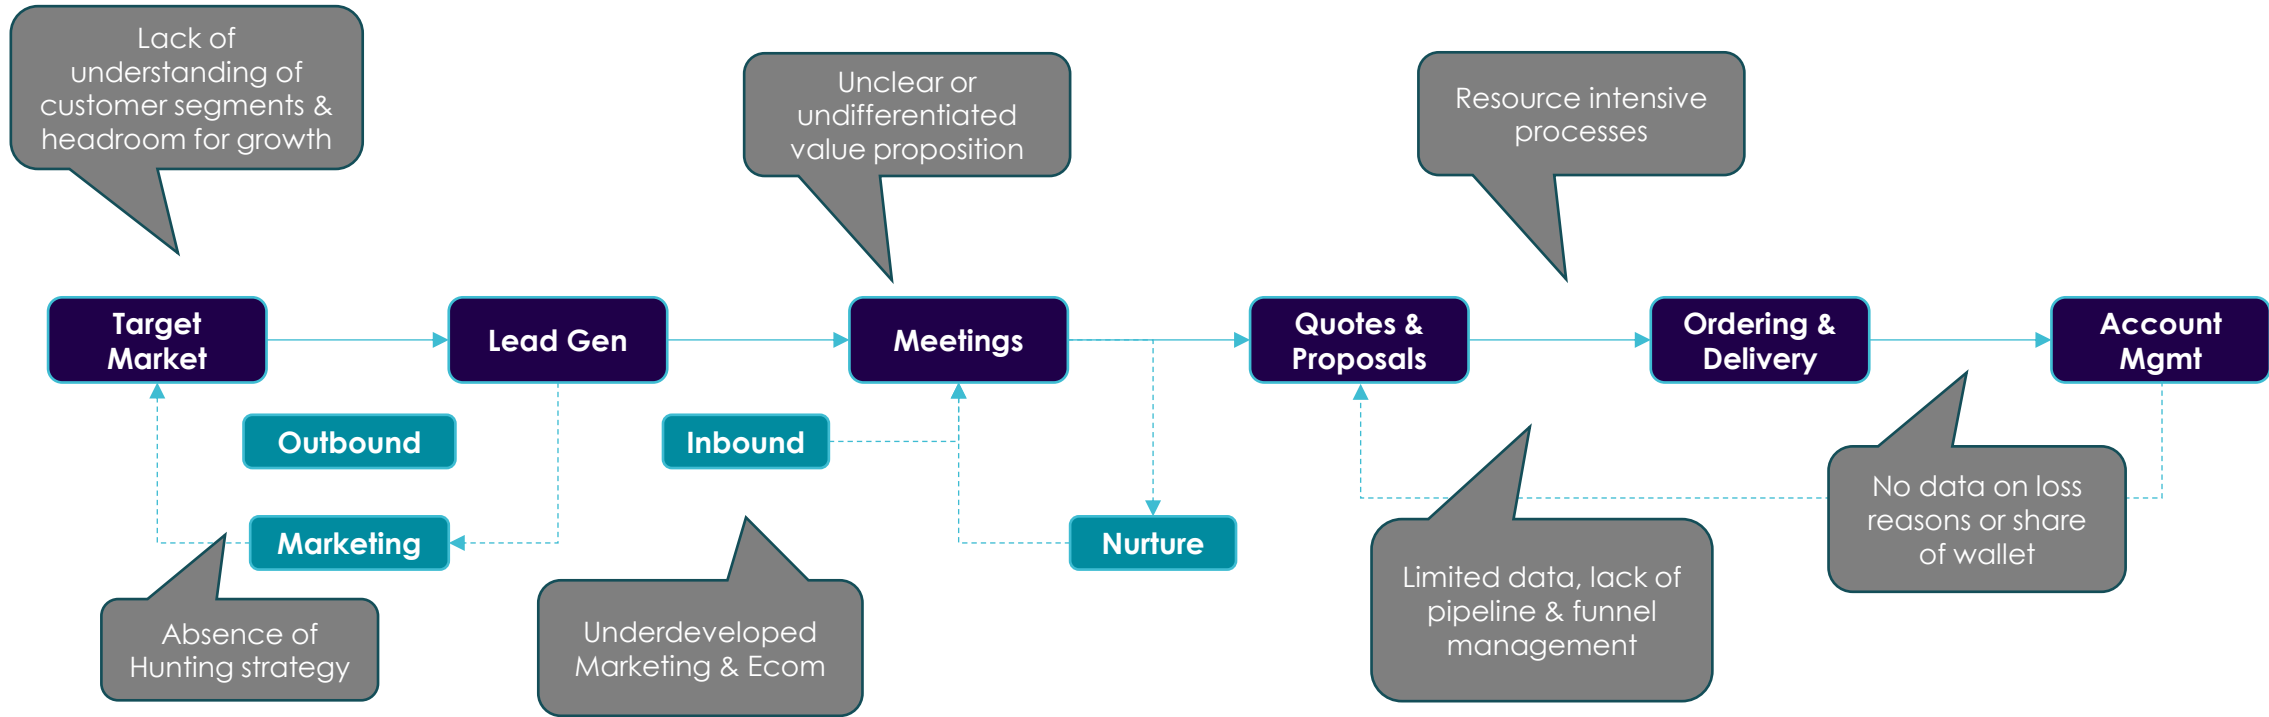 Lack of
understanding of
customer segments &
headroom for growth
Unclear or
undifferentiated
value proposition
Resource intensive
processes
Target
Market
Lead Gen
Meetings
Quotes &
Proposals
Ordering &
Delivery
Account
Mgmt
Outbound
Inbound
Marketing
Nurture
Absence of
Hunting strategy
Underdeveloped
Marketing & Ecom
Limited data, lack of
pipeline & funnel
management
No data on loss
reasons or share
of wallet